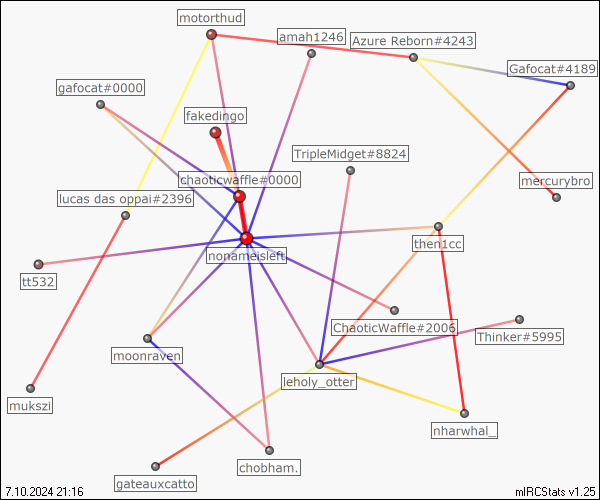 motorthud
amah1246
Azure Reborn#4243
Gafocat#4189
gafocat#0000
fakedingo
TripleMidget#8824
chaoticwaffle#0000
mercurybro
lucas das oppai#2396
then1cc
nonameisleft
tt532
ChaoticWaffle#2006
Thinker#5995
moonraven
leholy_otter
mukszi
nharwhal_
chobham.
gateauxcatto
7.10.2024 21:16
mIRCStats v1.25